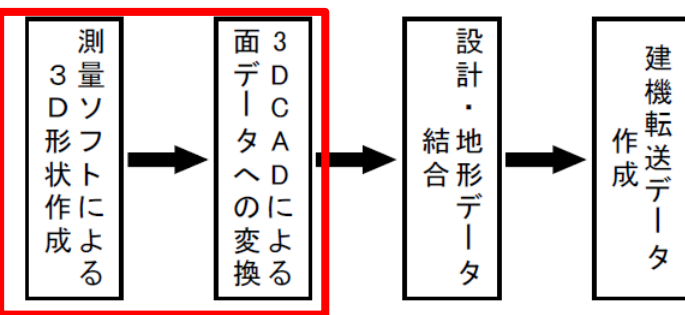 測量ソフトによる
3D形状作成
3DCADによる
面データへの変換
設計・地形データ
結合
建機転送データ
作成